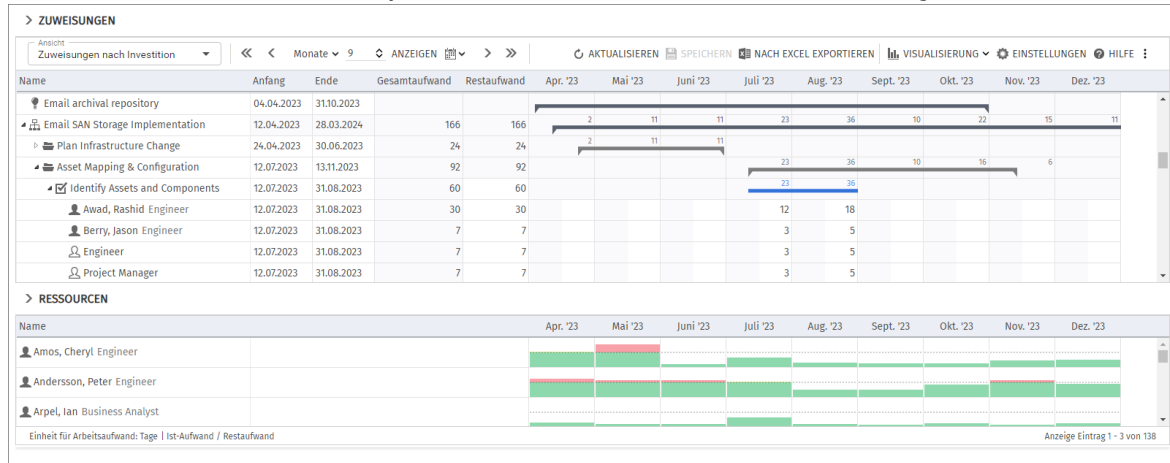 ZUWEISUNGEN
Ansicht
Zuweisungen nach Investition Monate 9 ANZEIGEN AKTUALISIEREN SPEICHERN NACH EXCEL EXPORTIEREN VISUALISIERUNG EINSTELLUNGEN HILFE
Name Anfang Ende Gesamtaufwand Restaufwand Apr. '23 Mai '23 Juni '23 Juli '23 Aug. '23 Sept. '23 Okt. '23 Nov. '23 Dez. '23
Email archival repository 04.04.2023 31.10.2023
Email SAN Storage Implementation 12.04.2023 28.03.2024 166 166 2 11 11 23 36 10 22 15 11
Plan Infrastructure Change 24.04.2023 30.06.2023 24 24 2 11 11
Asset Mapping & Configuration 12.07.2023 13.11.2023 92 92 23 36 10 16 6
Identify Assets and Components 12.07.2023 31.08.2023 60 60 23 36
Awad, Rashid Engineer 12.07.2023 31.08.2023 30 30 12 18
Berry, Jason Engineer 12.07.2023 31.08.2023 7 7 3 5
Engineer 12.07.2023 31.08.2023 7 7 3 5
Project Manager 12.07.2023 31.08.2023 7 7 3 5
RESSOURCEN
Name Apr. '23 Mai '23 Juni '23 Juli '23 Aug. '23 Sept. '23 Okt. '23 Nov. '23 Dez. '23
Amos, Cheryl Engineer
Andersson, Peter Engineer
Arpel, Ian Business Analyst
Einheit für Arbeitsaufwand: Tage | Ist-Aufwand / Restaufwand Anzeige Eintrag 1 - 3 von 138